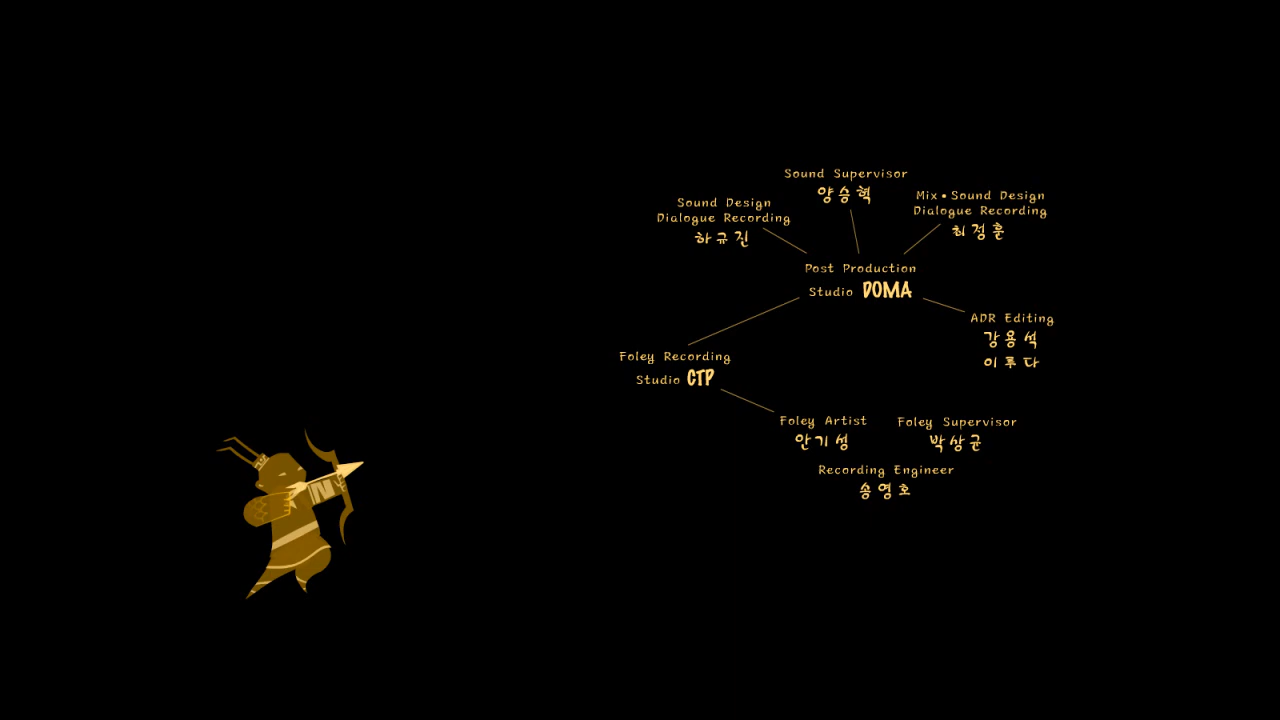 Sound Supervisor
양승혁
Sound Design
Dialogue Recording
하규진
Mix•Sound Design
Dialogue Recording
최정훈
Post Production
Studio DOMA
ADR Editing
강용석
이루다
Foley Recording
Studio CTP
Foley Artist
안기성
Foley Supervisor
박상균
Recording Engineer
송영호